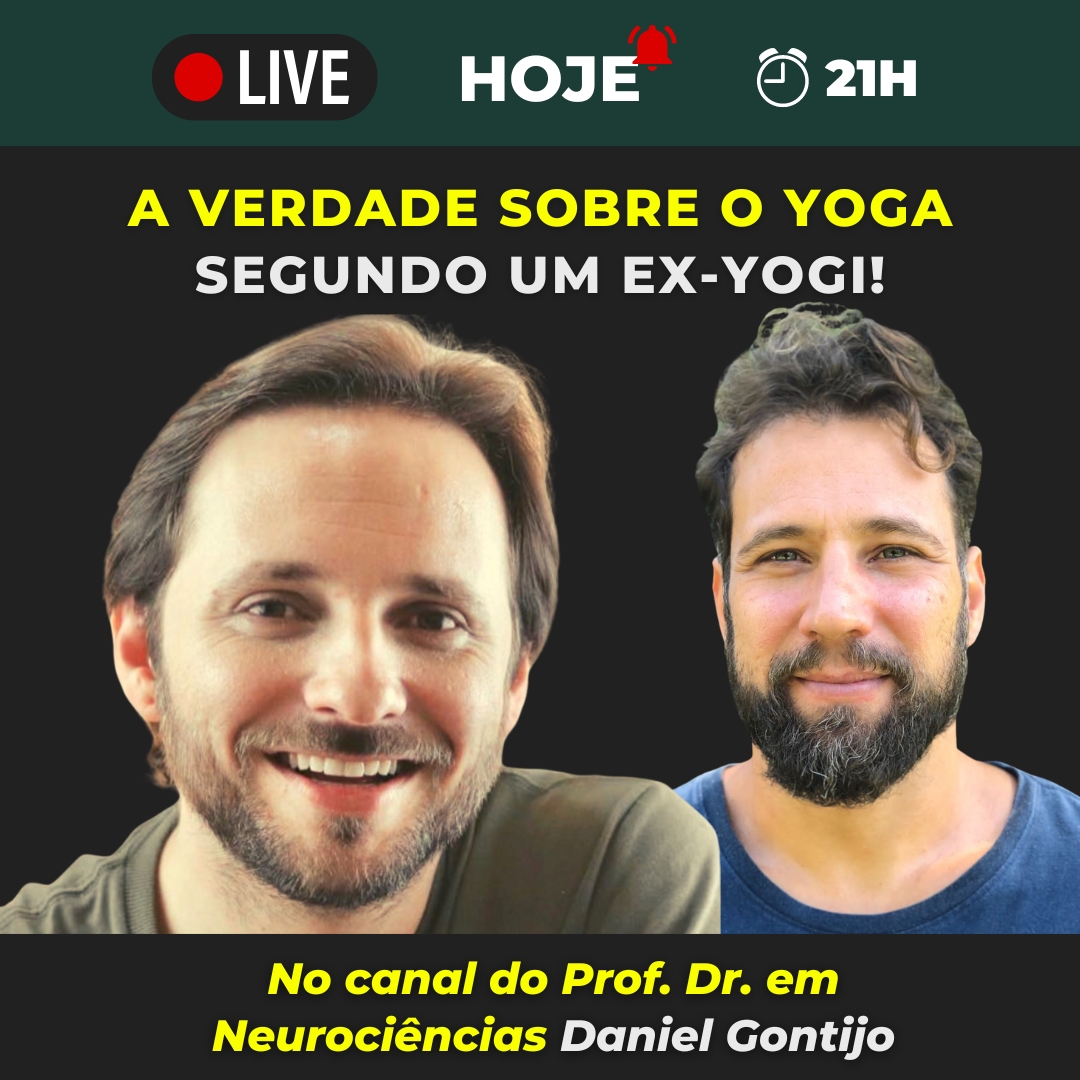 LIVE HOJE 21H
A VERDADE SOBRE O YOGA
SEGUNDO UM EX-YOGI!
No canal do Prof. Dr. em
Neurociências Daniel Gontijo